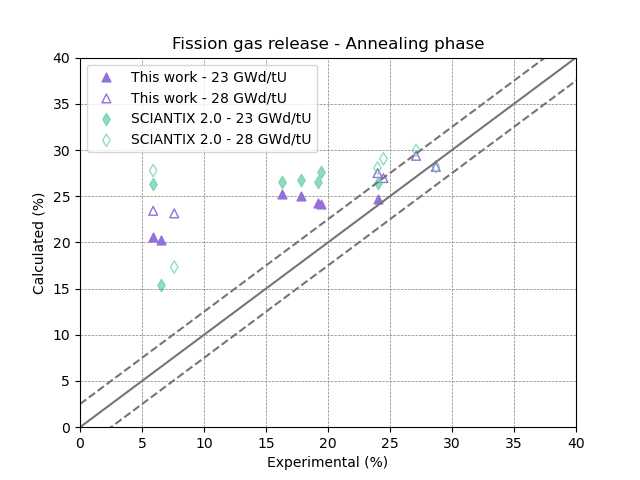 Fission gas release - Annealing phase
40
35
30
25
20
15
10
5
0
Calculated (%)
This work - 23 GWd/tU
This work - 28 GWd/tU
SCIANTIX 2.0 - 23 GWd/tU
SCIANTIX 2.0 - 28 GWd/tU
0 5 10 15 20 25 30 35 40
Experimental (%)